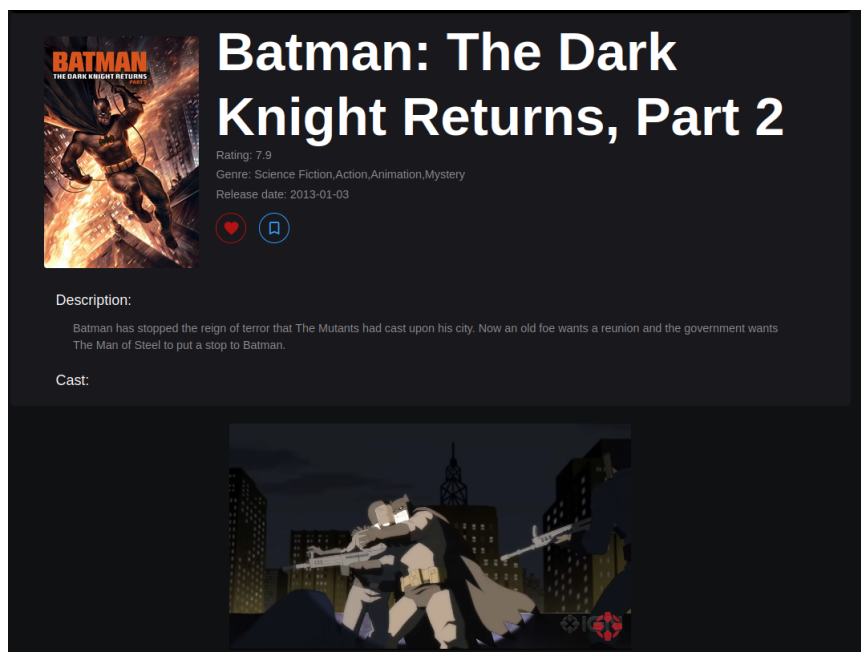 Batman: The Dark
Knight Returns, Part 2
BATMAN
THE DARK KNIGHT RETURNS
PART 2
Rating: 7.9
Genre: Science Fiction,Action,Animation,Mystery
Release date: 2013-01-03
Description:
Batman has stopped the reign of terror that The Mutants had cast upon his city. Now an old foe wants a reunion and the government wants
The Man of Steel to put a stop to Batman.
Cast:
IGN